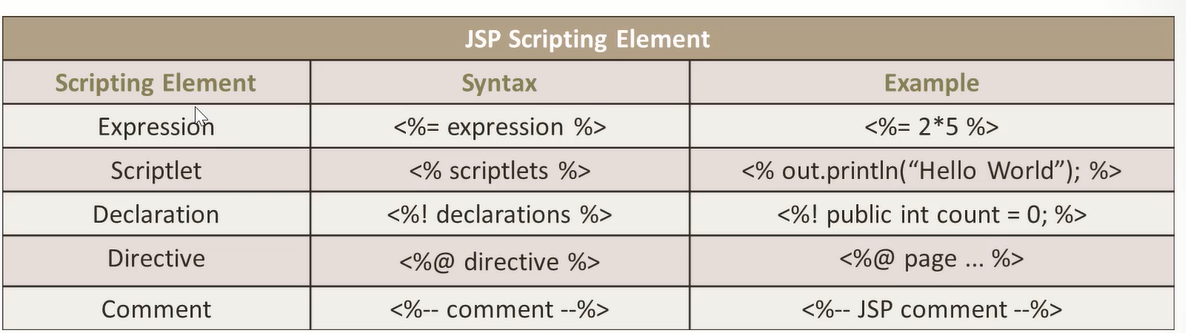 JSP Scripting Element
Scripting Element Syntax Example
Expression <%= expression %> <%= 2*5 %>
Scriptlet <% scriptlets %> <% out.println(“Hello World”); %>
Declaration <%! declarations %> <%! public int count = 0; %>
Directive <%@ directive %> <%@ page ... %>
Comment <%-- comment --%> <%-- JSP comment --%>